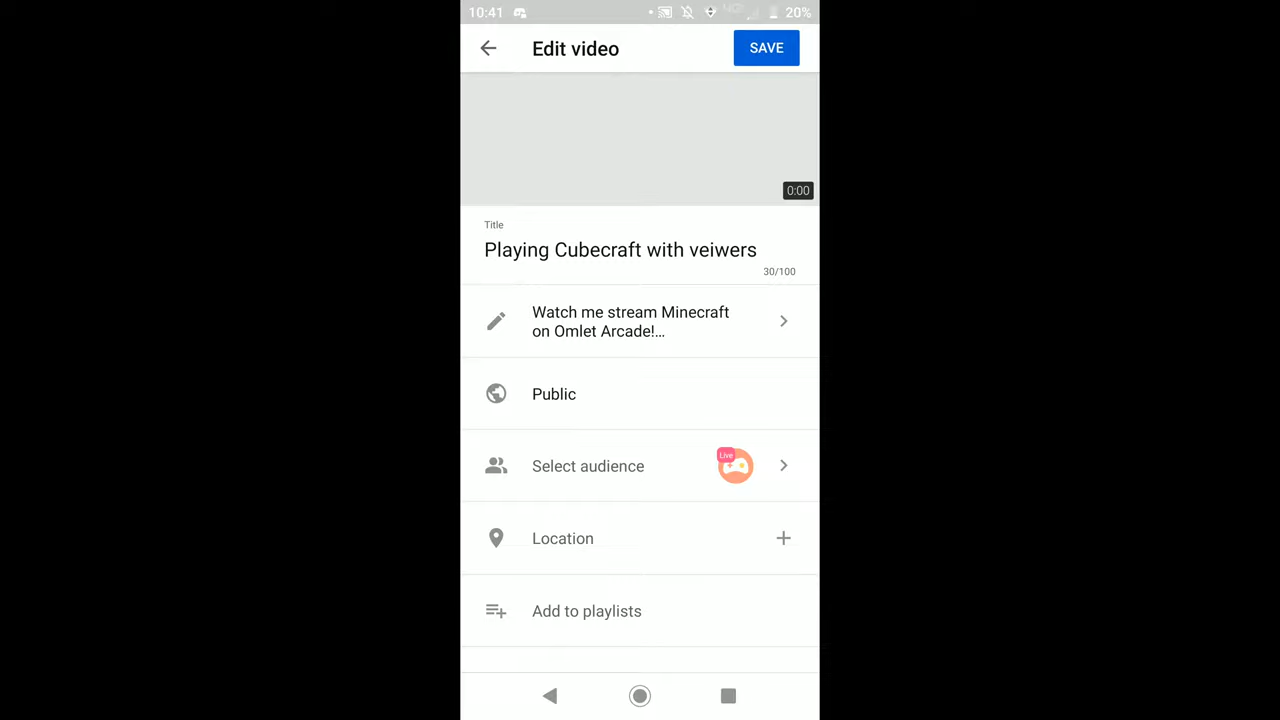 10:41
20%
Edit video
SAVE
0:00
Title
Playing Cubecraft with veiwers
30/100
Watch me stream Minecraft
on Omlet Arcade!...
Public
Select audience
Live
Location
Add to playlists